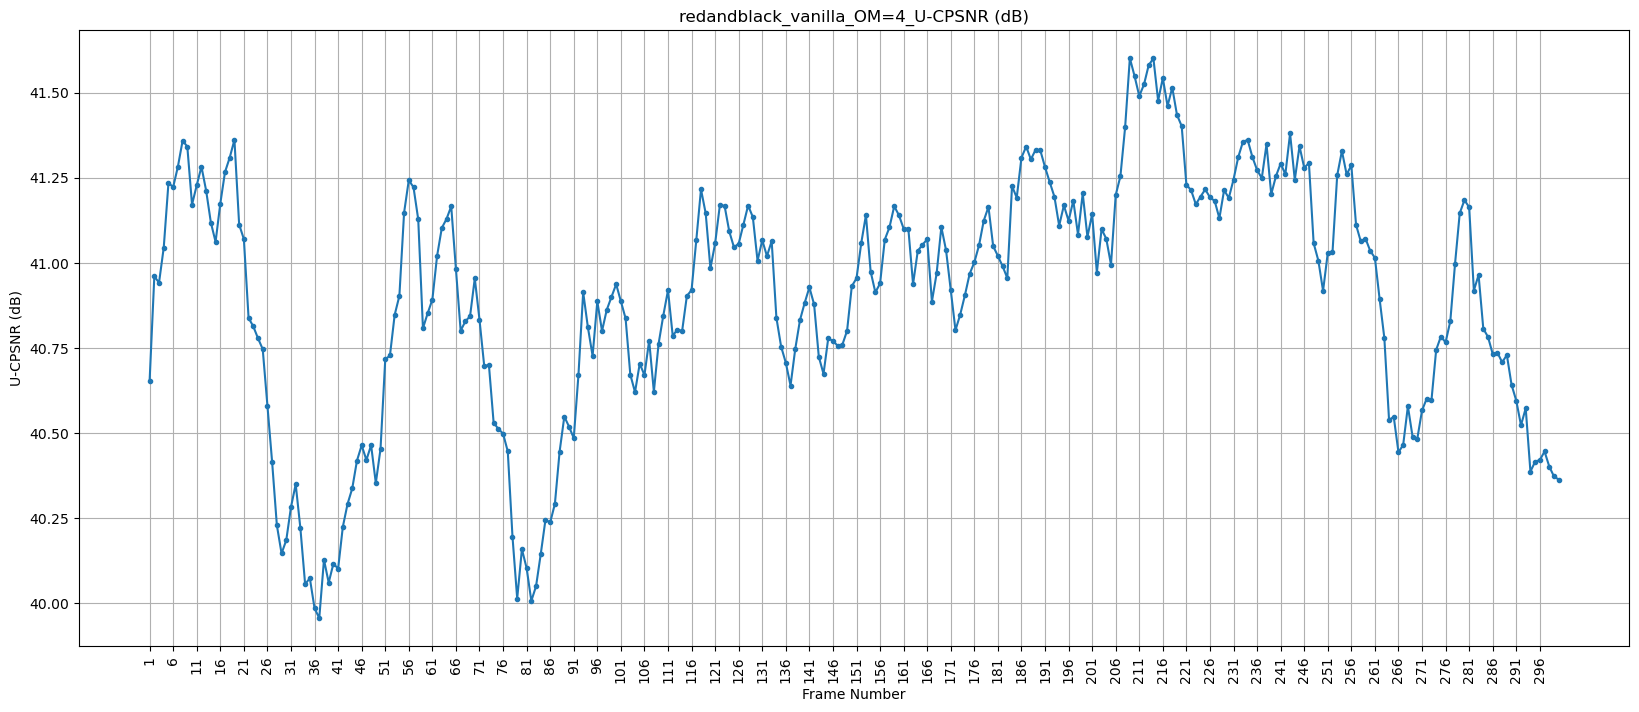 redandblack_vanilla_OM=4_U-CPSNR (dB)
U-CPSNR (dB)
41.50
41.25
41.00
40.75
40.50
40.25
40.00
1 6 11 16 21 26 31 36 41 46 51 56 61 66 71 76 81 86 91 96 101 106 111 116 121 126 131 136 141 146 151 156 161 166 171 176 181 186 191 196 201 206 211 216 221 226 231 236 241 246 251 256 261 266 271 276 281 286 291 296
Frame Number